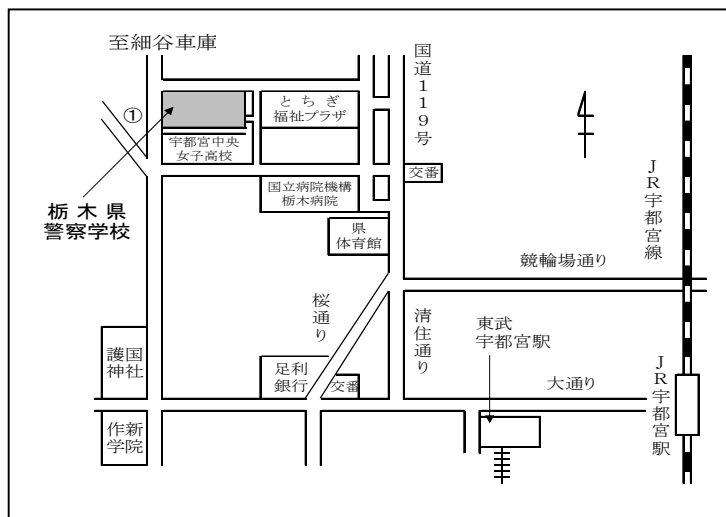 至細谷車庫
①
とちぎ
福祉プラザ
国道119号
宇都宮中央
女子高校
交番
国立病院機構
栃木病院
栃木県
警察学校
県
体育館
JR宇都宮線
競輪場通り
桜通り
清住通り
東武
宇都宮駅
護国
神社
足利
銀行
交番
大通り
JR宇都宮駅
作新
学院